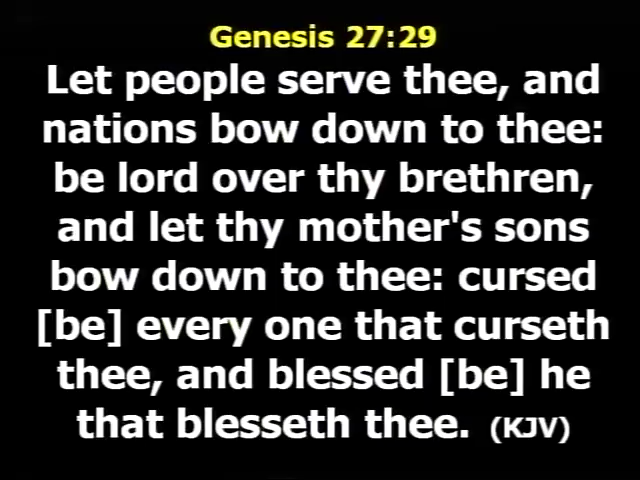 Genesis 27:29
Let people serve thee, and
nations bow down to thee:
be lord over thy brethren,
and let thy mother's sons
bow down to thee: cursed
[be] every one that curseth
thee, and blessed [be] he
that blesseth thee. (KJV)